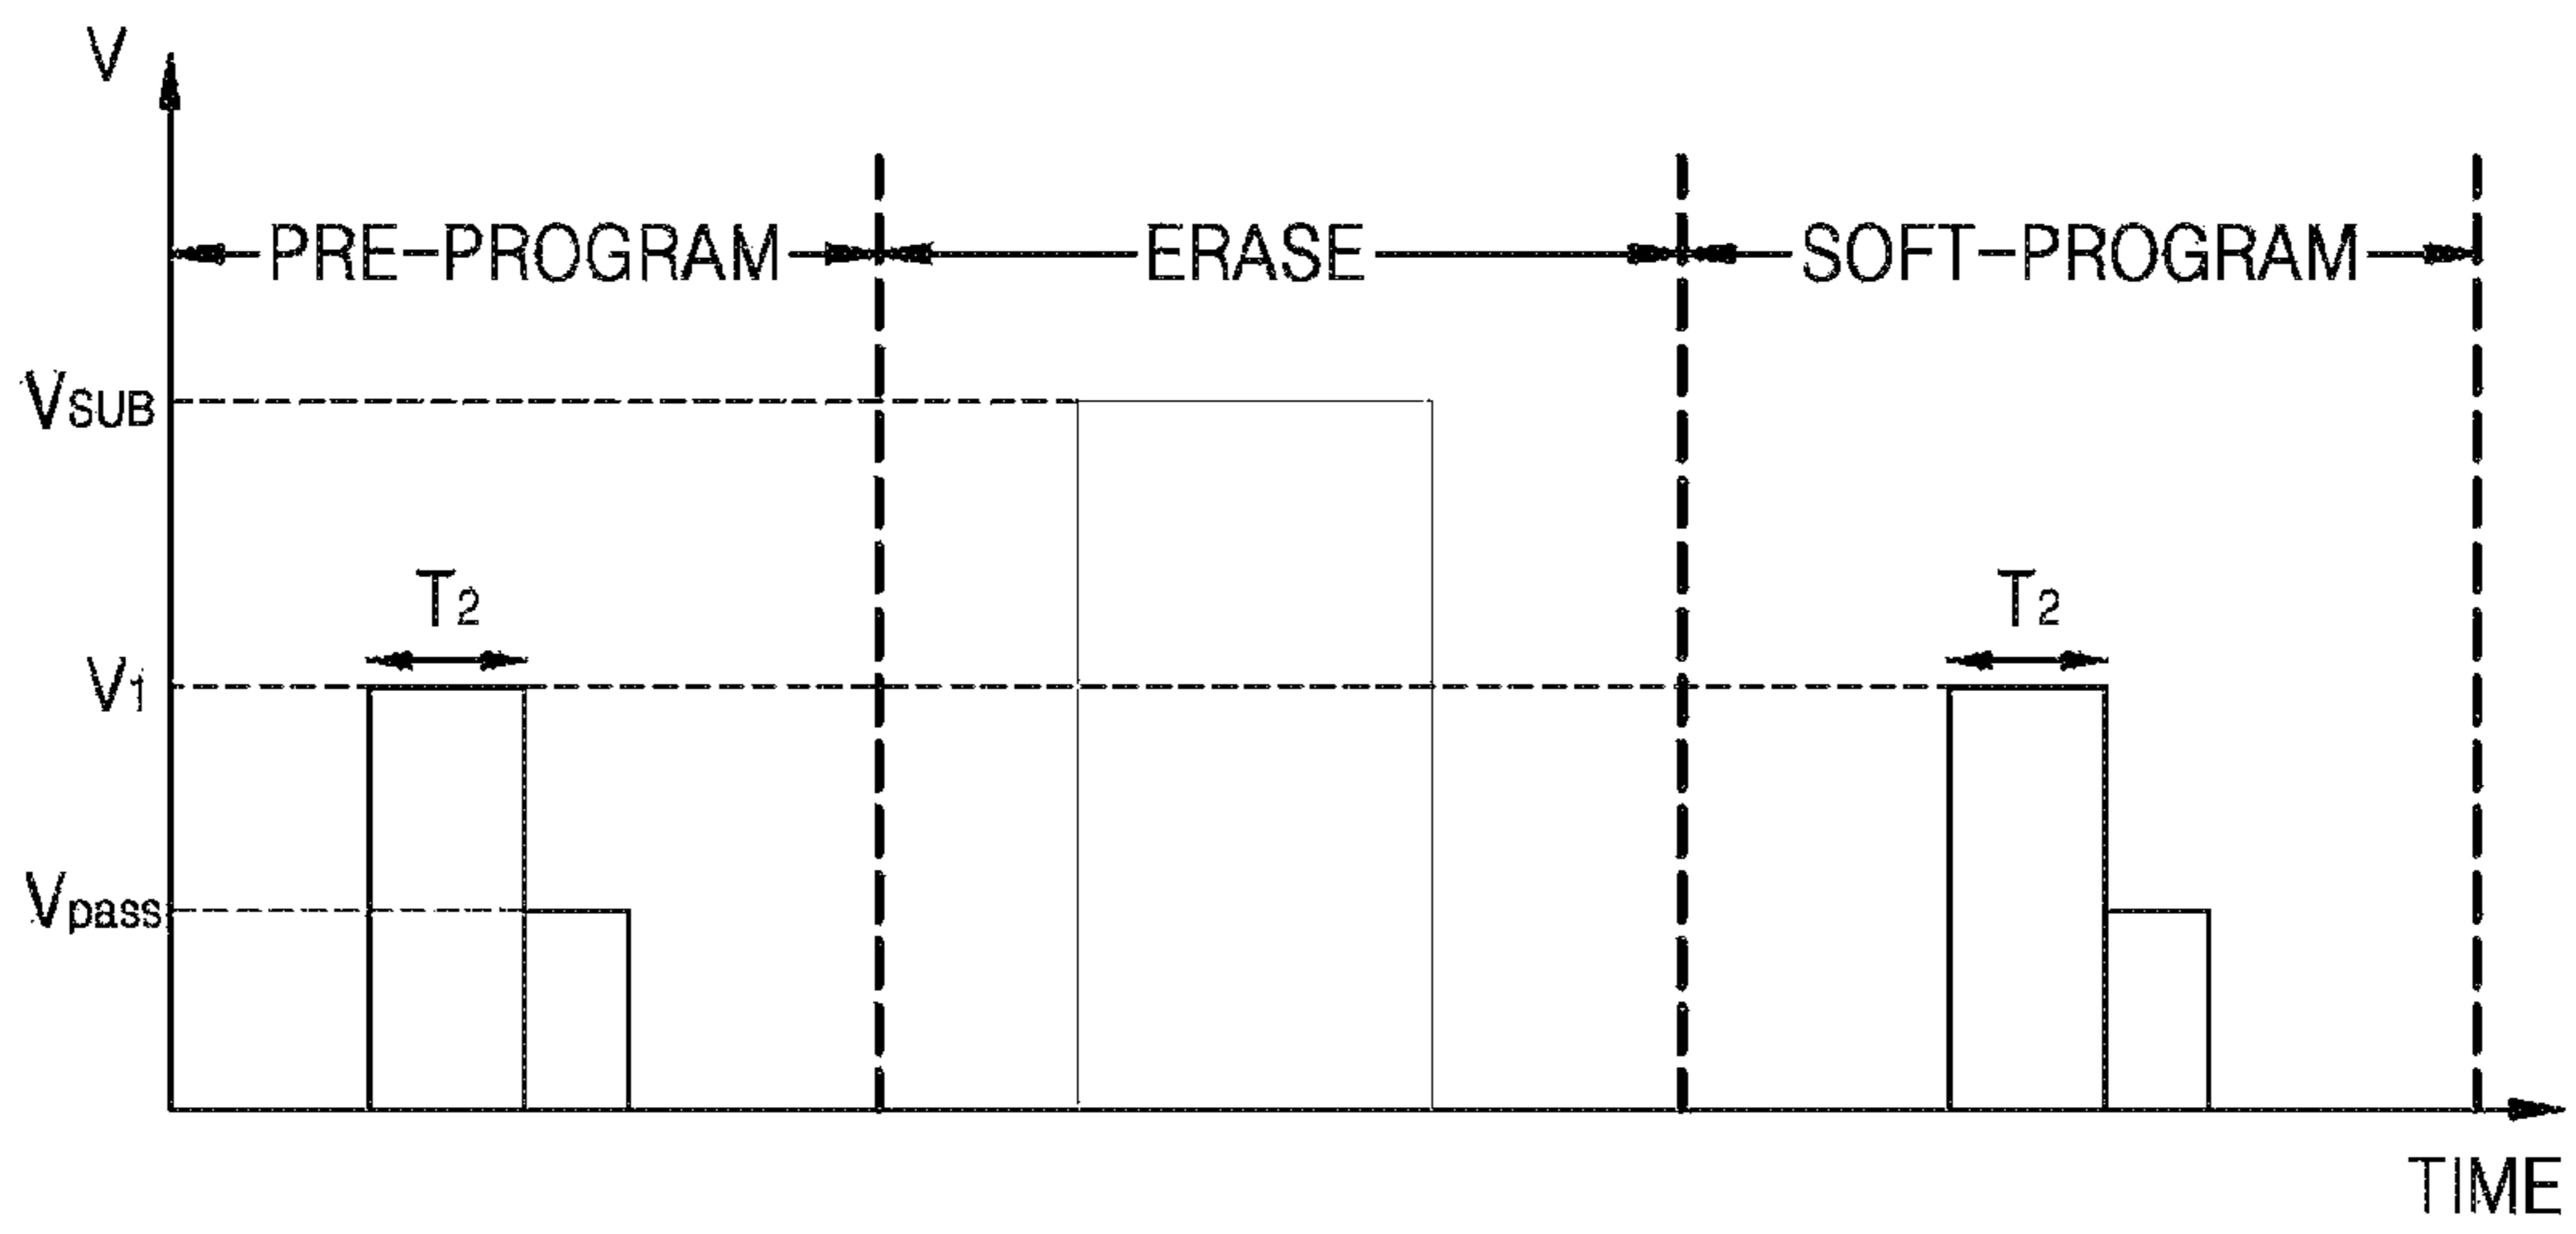 V
PRE-PROGRAM ERASE SOFT-PROGRAM
VSUB
T2 T2
V1
Vpass
TIME